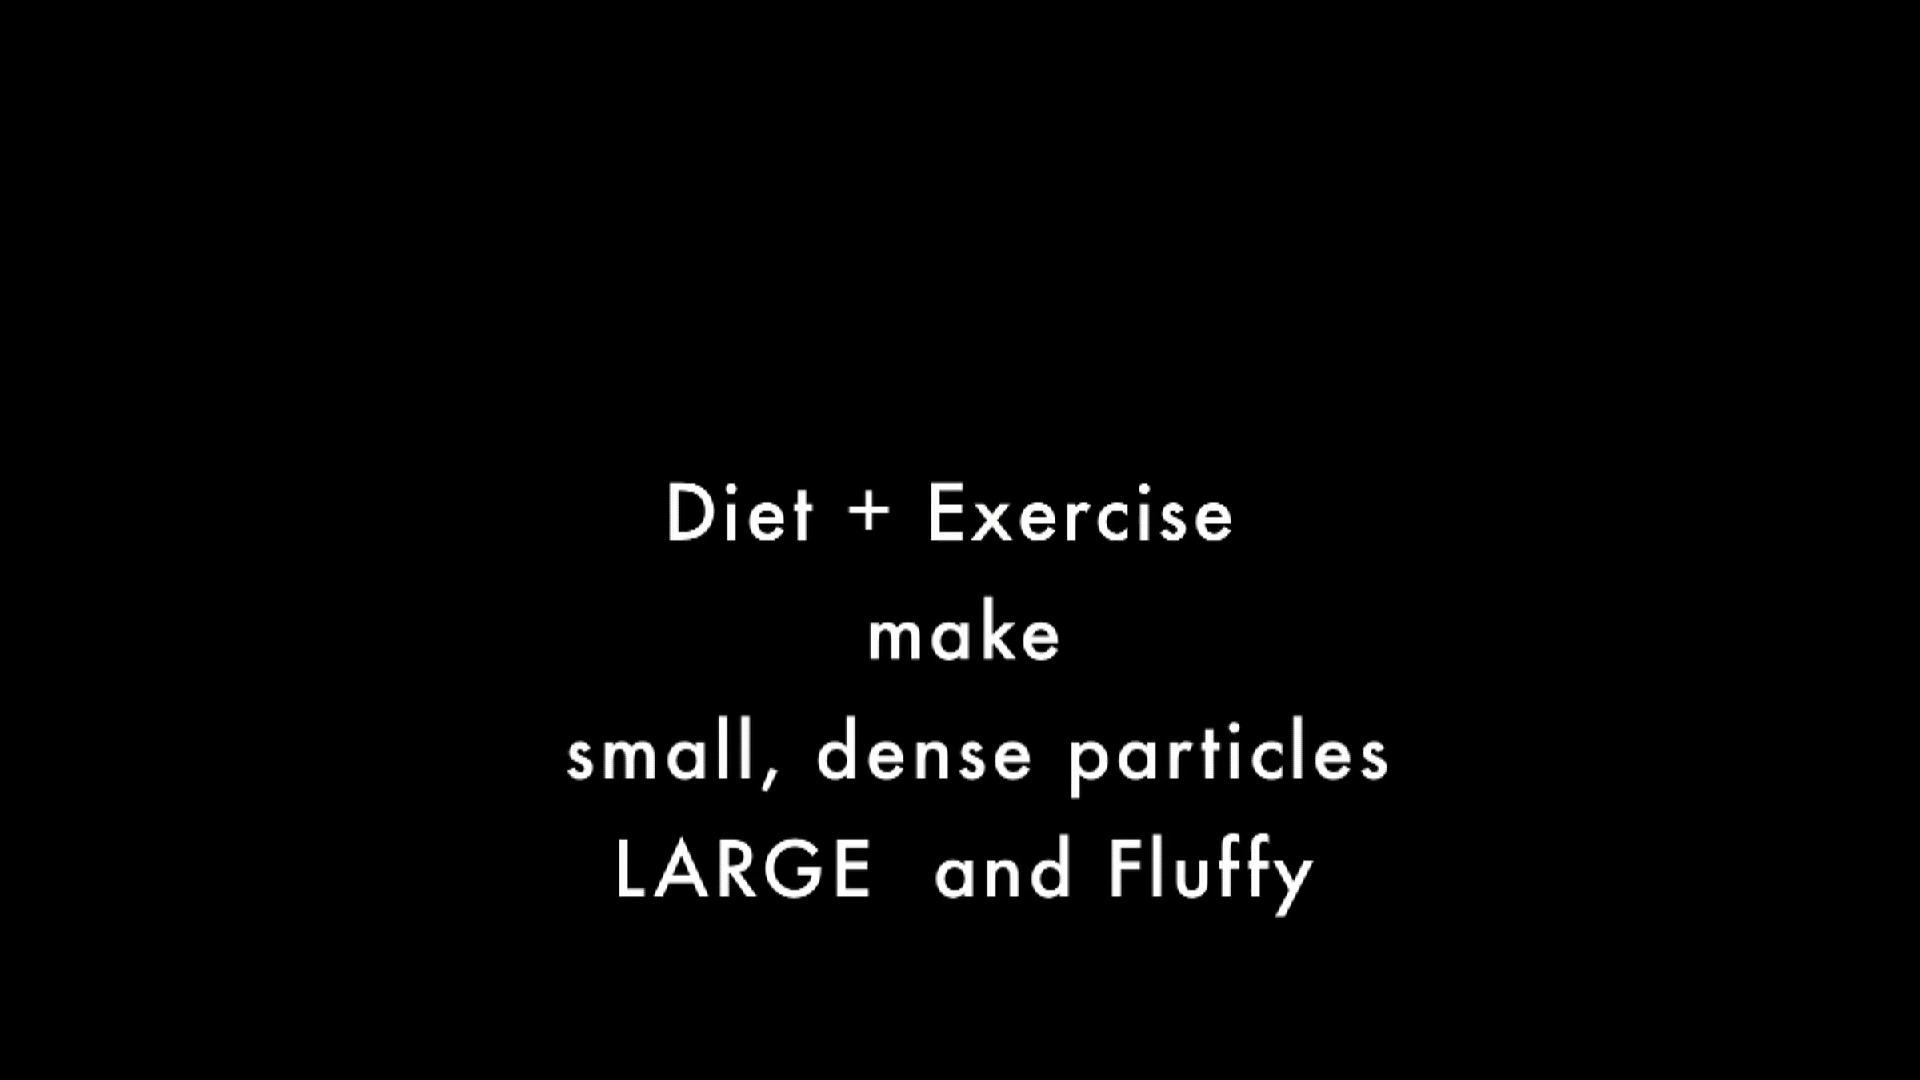 Diet + Exercise
make
small, dense particles
LARGE and Fluffy